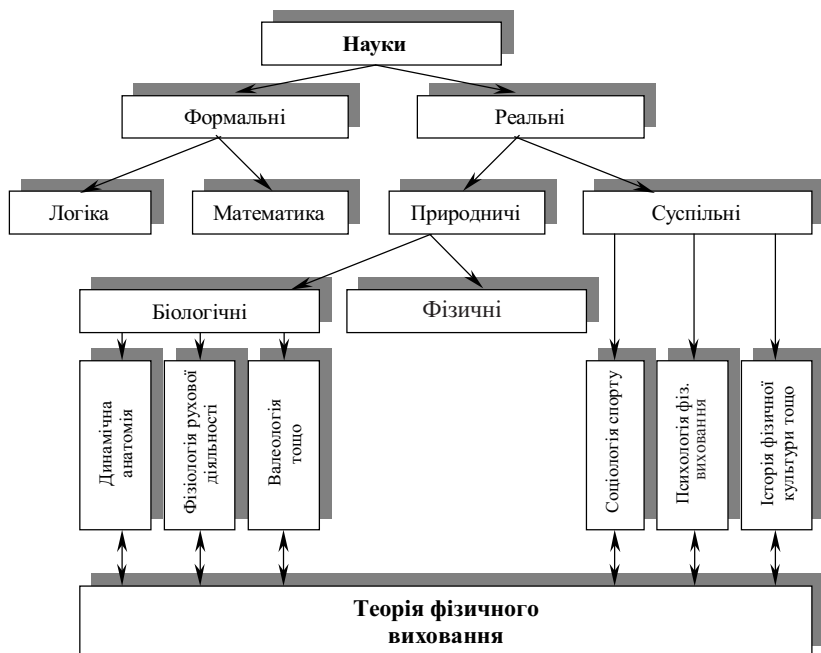 Науки
Формальні
Реальні
Логіка
Математика
Природничі
Суспільні
Біологічні
Фізичні
Динамічна
анатомія
Фізіологія рухової
діяльності
Валеологія
тощо
Соціологія спорту
Психологія фіз.
виховання
Історія фізичної
культури тощо
Теорія фізичного
виховання